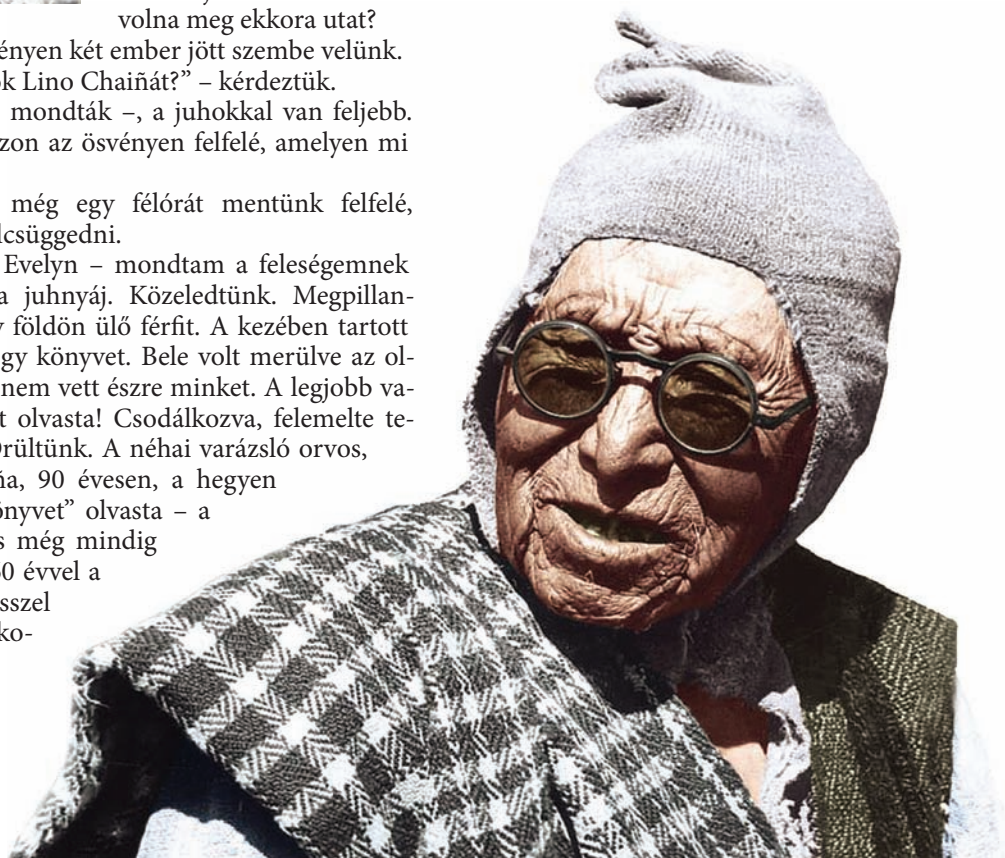 volna meg ekkora utat?
ényen két ember jött szembe velünk.
k Lino Chaiñát?” – kérdeztük.
mondták –, a juhokkal van feljebb.
zon az ösvényen felfelé, amelyen mi
még egy félórát mentünk felfelé,
lcsüggedni.
Evelyn – mondtam a feleségemnek
a juhnyáj. Közeledtünk. Megpillan-
földön ülő férfit. A kezében tartott
gy könyvet. Bele volt merülve az ol-
nem vett észre minket. A legjobb va-
t olvasta! Csodálkozva, felemelte te-
rültünk. A néhai varázsló orvos,
ña, 90 évesen, a hegyen
önyvet” olvasta – a
s még mindig
0 évvel a
sszel
ko-